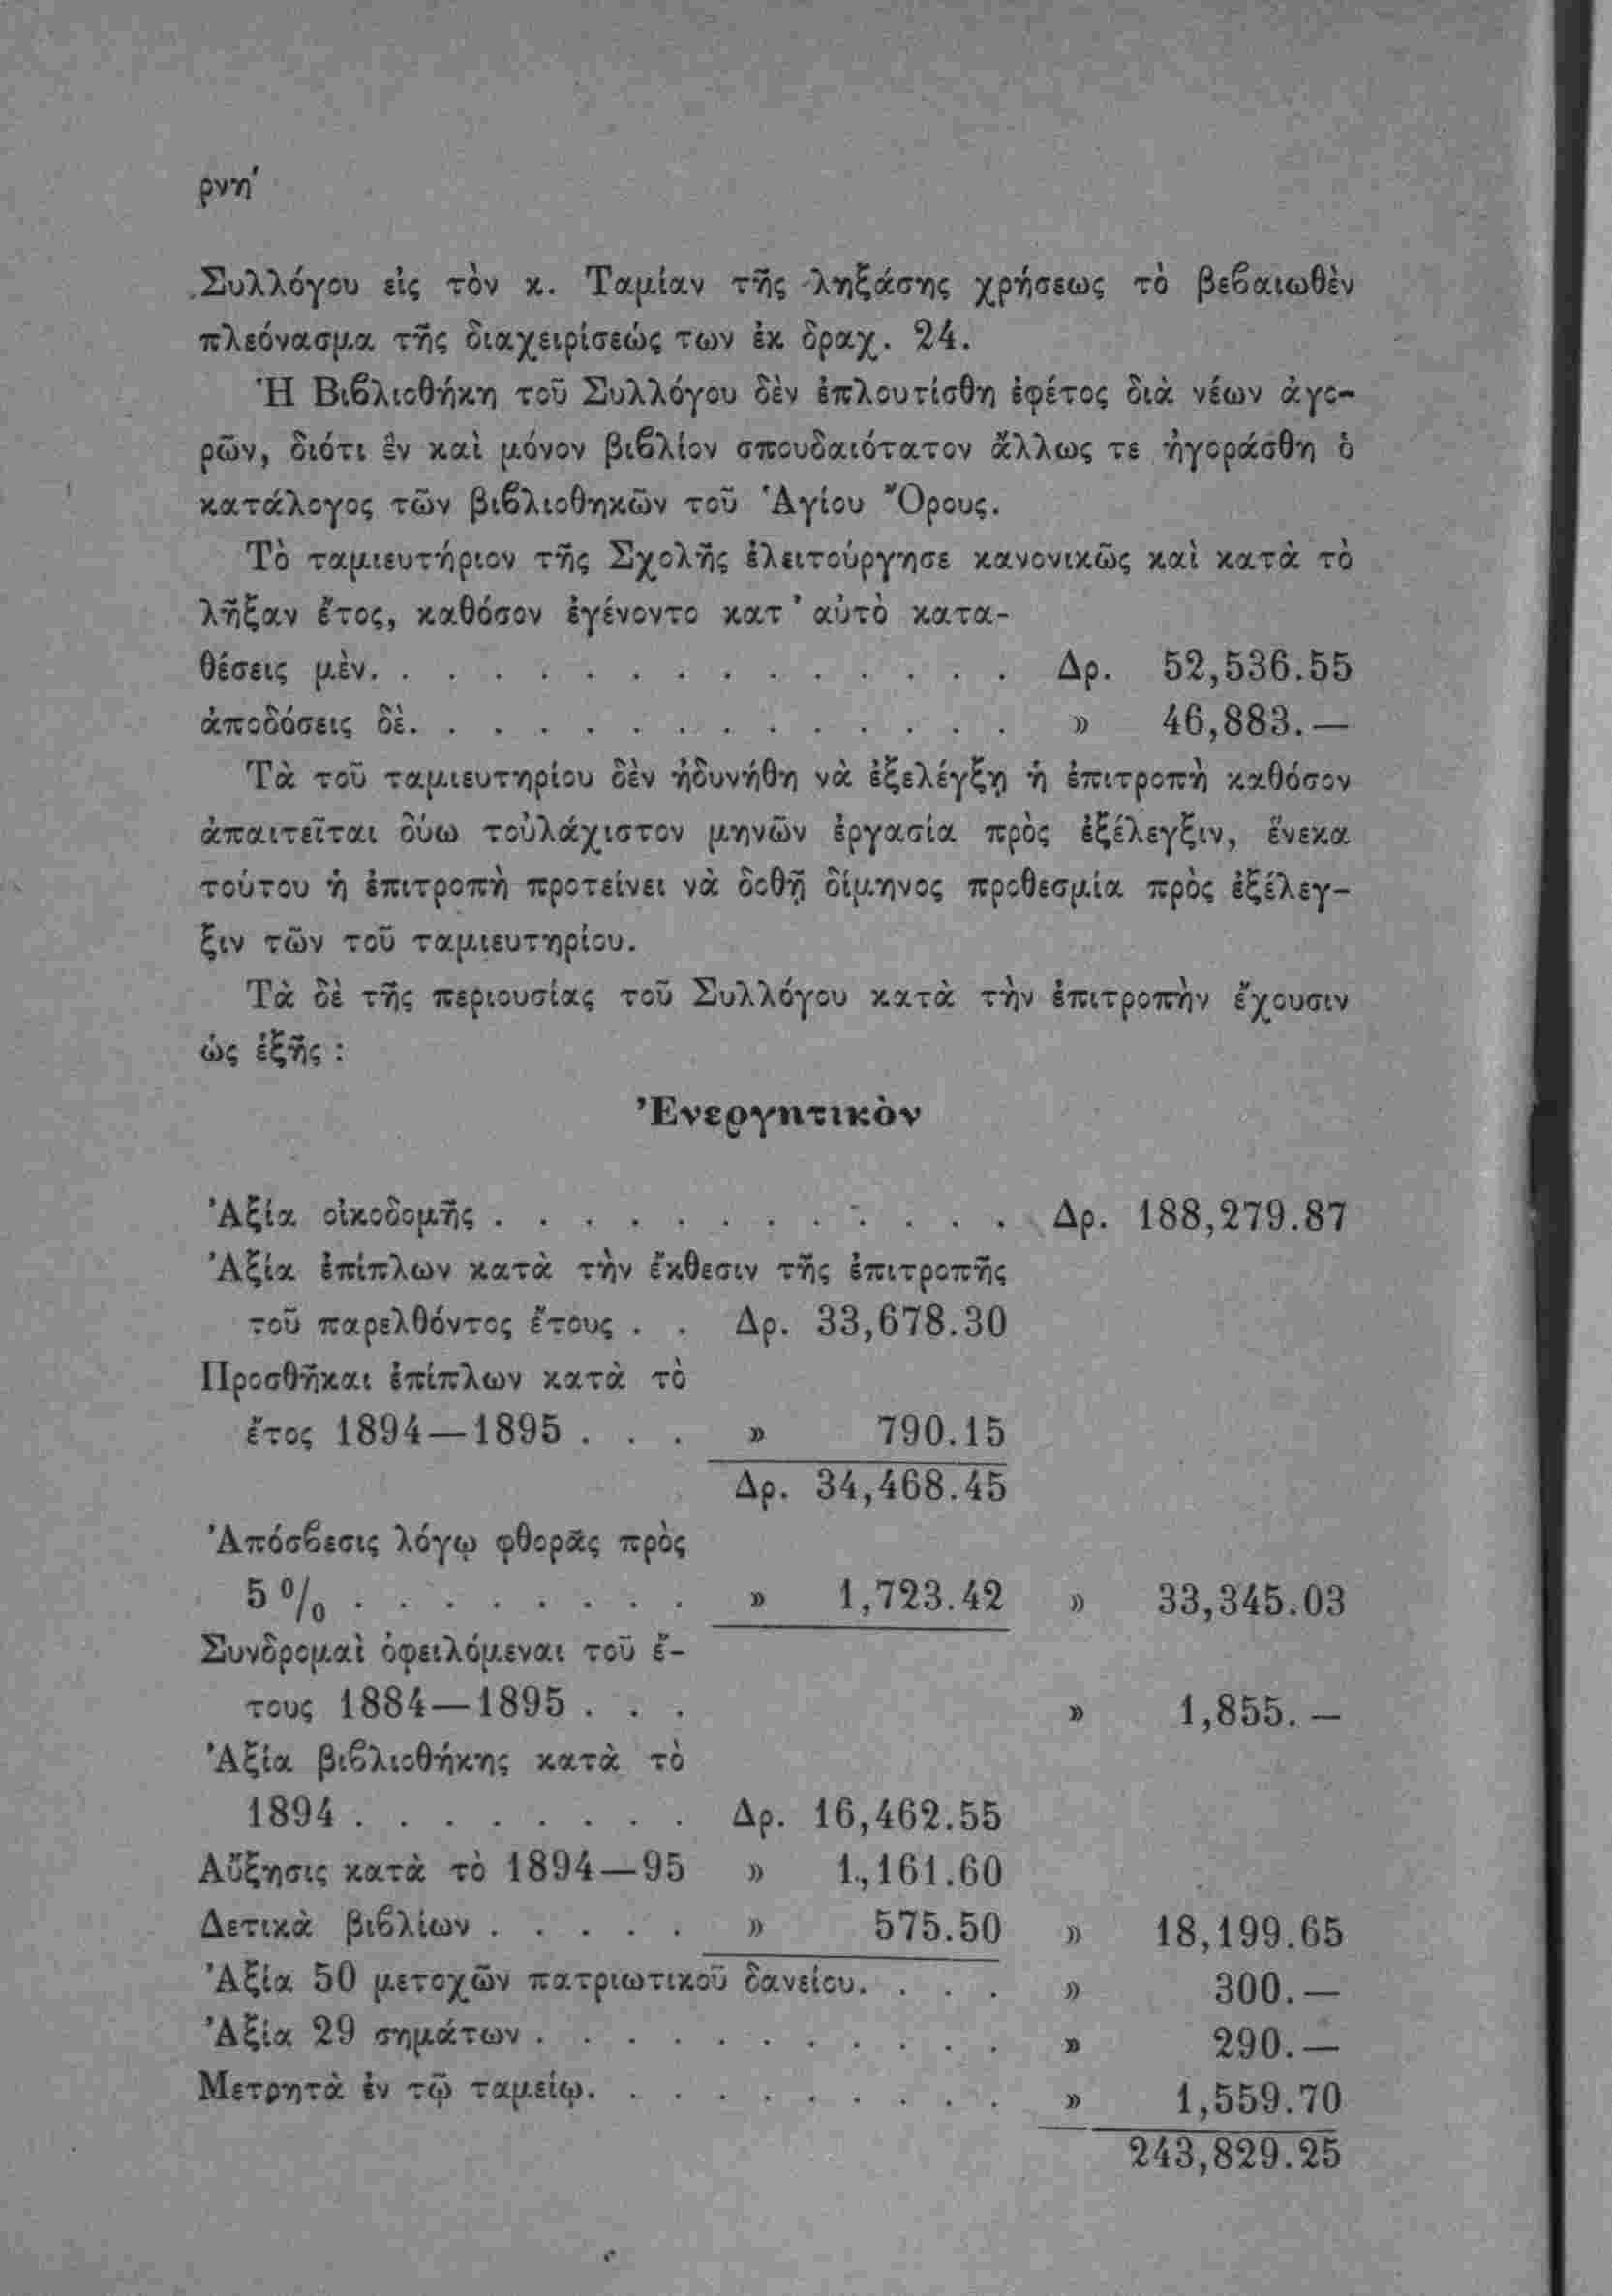 ρνη'
Συλλόγου εἰς τὸν κ. Ταμίαν τῆς ληξάσης χρήσεως τὸ βεβαιωθὲν
πλεόνασμα τῆς διαχειρίσεώς των ἐκ δραχ. 24.
Ἡ Βιβλιοθήκη τοῦ Συλλόγου δὲν ἐπλουτίσθη ἐφέτος διὰ νέων ἀγο-
ρῶν, διότι ἓν καὶ μόνον βιβλίον σπουδαιότατον ἄλλως τε ἠγοράσθη ὁ
κατάλογος τῶν βιβλιοθηκῶν τοῦ Ἁγίου Ὄρους.
Τὸ ταμιευτήριον τῆς Σχολῆς ἐλειτούργησε κανονικῶς καὶ κατὰ τὸ
λῆξαν ἔτος, καθόσον ἐγένοντο κατ' αὐτὸ κατα-
θέσεις μὲν. . . . . . . . . . . . . . . Δρ. 52,536.55
ἀποδόσεις δὲ. . . . . . . . . . . . . . » 46,883.—
Τὰ τοῦ ταμιευτηρίου δὲν ἠδυνήθη νὰ ἐξελέγξῃ ἡ ἐπιτροπὴ καθόσον
ἀπαιτεῖται δύω τοὐλάχιστον μηνῶν ἐργασία πρὸς ἐξέλεγξιν, ἕνεκα
τούτου ἡ ἐπιτροπὴ προτείνει νὰ δοθῇ δίμηνος προθεσμία πρὸς ἐξέλεγ-
ξιν τῶν τοῦ ταμιευτηρίου.
Τὰ δὲ τῆς περιουσίας τοῦ Συλλόγου κατὰ τὴν ἐπιτροπὴν ἔχουσιν
ὡς ἑξῆς :
Ἐνεργητικὸν
Ἀξία οἰκοδομῆς . . . . . . . . . . . . Δρ. 188,279.87
Ἀξία ἐπίπλων κατὰ τὴν ἔκθεσιν τῆς ἐπιτροπῆς
τοῦ παρελθόντος ἔτους . . Δρ. 33,678.30
Προσθῆκαι ἐπίπλων κατὰ τὸ
ἔτος 1894—1895 . . . » 790.15
Δρ. 34,468.45
Ἀπόσβεσις λόγῳ φθορᾶς πρὸς
5 % . . . . . . . . » 1,723.42 » 33,345.03
Συνδρομαὶ ὀφειλόμεναι τοῦ ἔ-
τους 1884—1895 . . . » 1,855.—
Ἀξία βιβλιοθήκης κατὰ τὸ
1894 . . . . . . . . Δρ. 16,462.55
Αὔξησις κατὰ τὸ 1894—95 » 1.,161.60
Δετικὰ βιβλίων . . . . . » 575.50 » 18,199.65
Ἀξία 50 μετοχῶν πατριωτικοῦ δανείου. . . . » 300.—
Ἀξία 29 σημάτων . . . . . . . . . . . » 290.—
Μετρητὰ ἐν τῷ ταμείῳ. . . . . . . . . . » 1,559.70
243,829.25